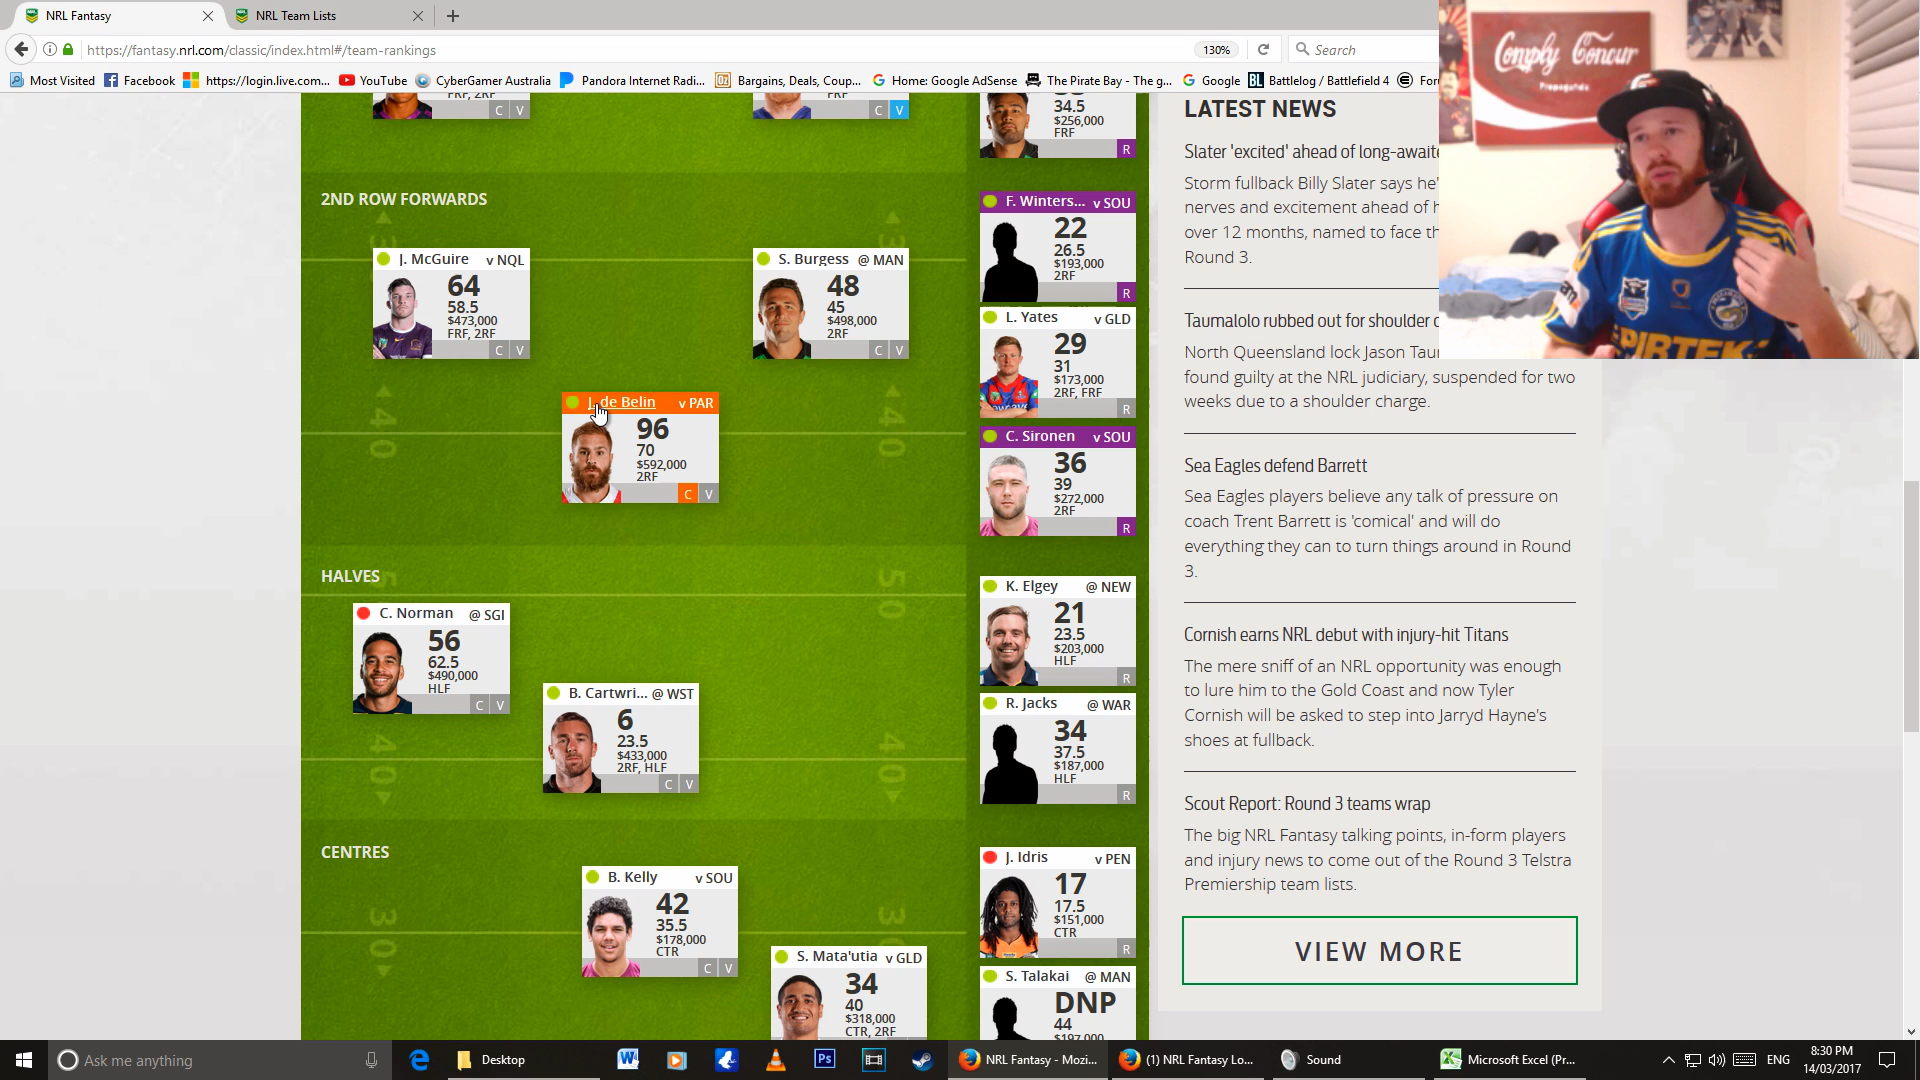 NRL Fantasy
NRL Team Lists
https://fantasy.nrl.com/classic/index.html#/team-rankings
130%
Search
Most Visited
Facebook
https://login.live.com...
YouTube
CyberGamer Australia
Pandora Internet Radi...
Bargains, Deals, Coup...
Home: Google AdSense
The Pirate Bay - The g...
Google
Battlelog / Battlefield 4
For
FRF, 2RF
C V
C V
34.5
$256,000
FRF
R
2ND ROW FORWARDS
J. McGuire v NQL
64
58.5
$473,000
FRF, 2RF
C V
S. Burgess @ MAN
48
45
$498,000
2RF
C V
J. de Belin v PAR
96
70
$592,000
2RF
C V
F. Winters... v SOU
22
26.5
$193,000
2RF
R
L. Yates v GLD
29
31
$173,000
2RF, FRF
R
C. Sironen v SOU
36
39
$272,000
2RF
R
HALVES
C. Norman @ SGI
56
62.5
$490,000
HLF
C V
B. Cartwri... @ WST
6
23.5
$433,000
2RF, HLF
C V
K. Elgey @ NEW
21
23.5
$203,000
HLF
R
R. Jacks @ WAR
34
37.5
$187,000
HLF
R
CENTRES
B. Kelly v SOU
42
35.5
$178,000
CTR
C V
S. Mata'utia v GLD
34
40
$318,000
CTR, 2RF
J. Idris v PEN
17
17.5
$151,000
CTR
R
S. Talakai @ MAN
DNP
44
$197,000
40
40
50
40
40
30
LATEST NEWS
Slater 'excited' ahead of long-awaite
Storm fullback Billy Slater says he'
nerves and excitement ahead of h
over 12 months, named to face th
Round 3.
Taumalolo rubbed out for shoulder c
North Queensland lock Jason Tau
found guilty at the NRL judiciary, suspended for two
weeks due to a shoulder charge.
Sea Eagles defend Barrett
Sea Eagles players believe any talk of pressure on
coach Trent Barrett is 'comical' and will do
everything they can to turn things around in Round
3.
Cornish earns NRL debut with injury-hit Titans
The mere sniff of an NRL opportunity was enough
to lure him to the Gold Coast and now Tyler
Cornish will be asked to step into Jarryd Hayne's
shoes at fullback.
Scout Report: Round 3 teams wrap
The big NRL Fantasy talking points, in-form players
and injury news to come out of the Round 3 Telstra
Premiership team lists.
VIEW MORE
Comply Concur
Propaganda
PIRTEK
Ask me anything
Desktop
NRL Fantasy - Mozi...
(1) NRL Fantasy Lo...
Sound
Microsoft Excel (Pr...
ENG
8:30 PM
14/03/2017